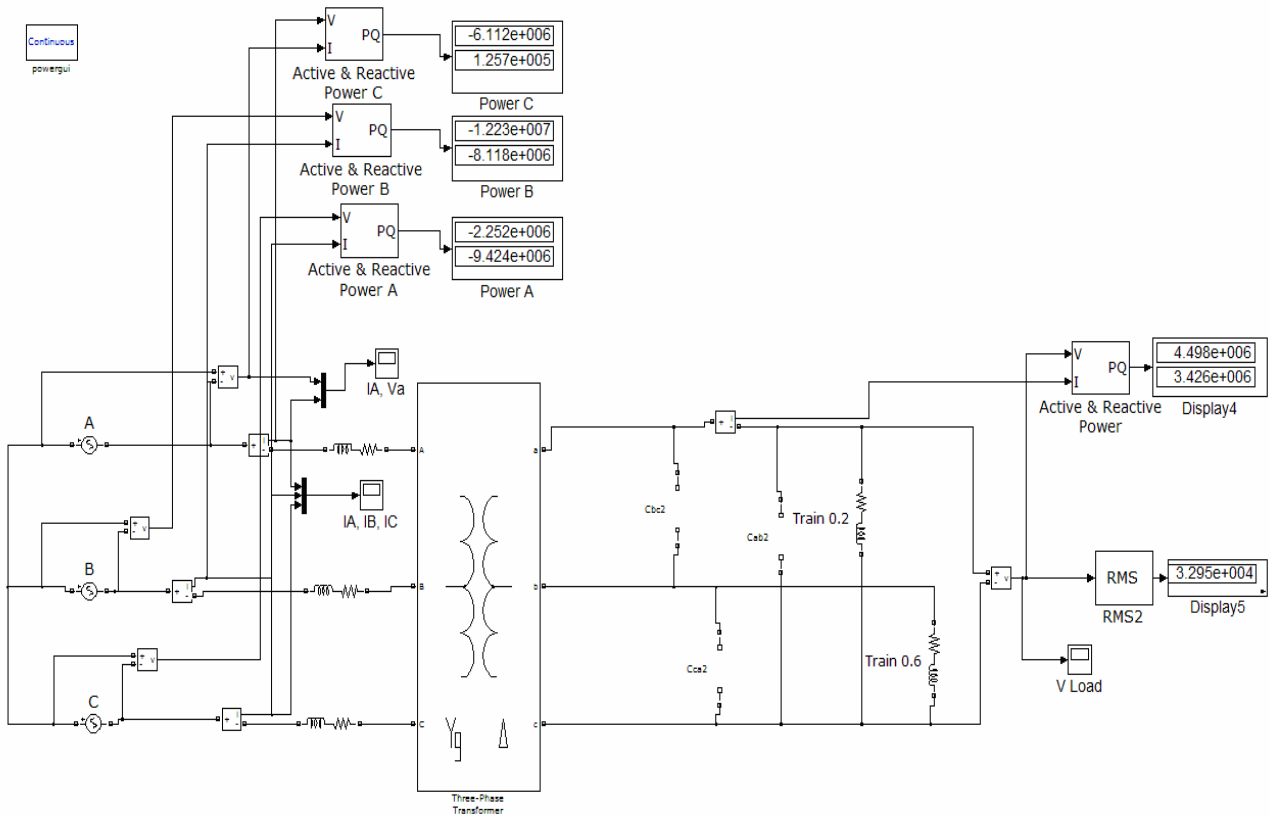 Continuous
powergui
V
I
PQ
Active & Reactive
Power C
-6.112e+006
1.257e+005
Power C
V
I
PQ
Active & Reactive
Power B
-1.223e+007
-8.118e+006
Power B
V
I
PQ
Active & Reactive
Power A
-2.252e+006
-9.424e+006
Power A
IA, Va
IA, IB, IC
A
B
C
+
-
v
+
-
v
+
-
v
+
i
-
+
i
-
+
i
-
A
B
C
a
b
c
Yg
Δ
Three-Phase
Transformer
Cbc2
Cab2
Cca2
Train 0.2
Train 0.6
+
i
-
+
-
v
V
I
PQ
Active & Reactive
Power
4.498e+006
3.426e+006
Display4
RMS
RMS2
3.295e+004
Display5
V Load